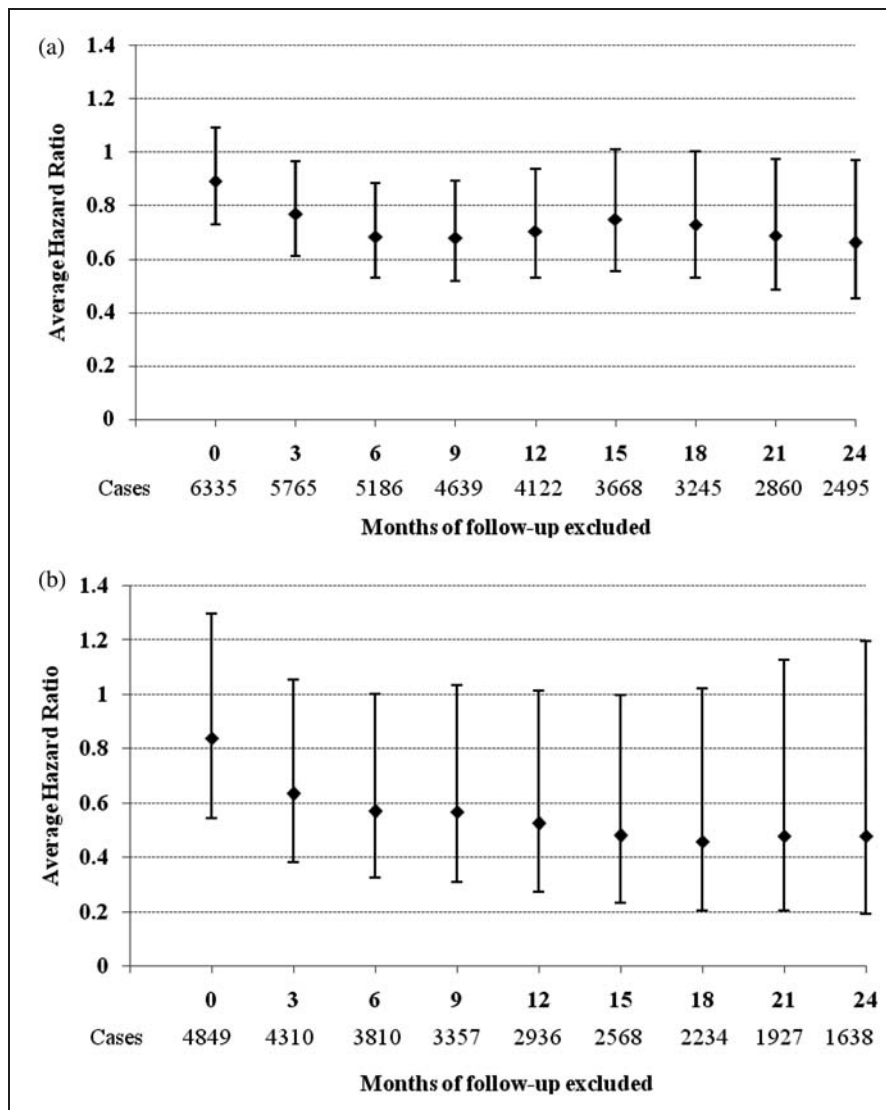 (a)
Average Hazard Ratio
1.4
1.2
1
0.8
0.6
0.4
0.2
0
0 3 6 9 12 15 18 21 24
Cases 6335 5765 5186 4639 4122 3668 3245 2860 2495
Months of follow-up excluded
(b)
Average Hazard Ratio
1.4
1.2
1
0.8
0.6
0.4
0.2
0
0 3 6 9 12 15 18 21 24
Cases 4849 4310 3810 3357 2936 2568 2234 1927 1638
Months of follow-up excluded